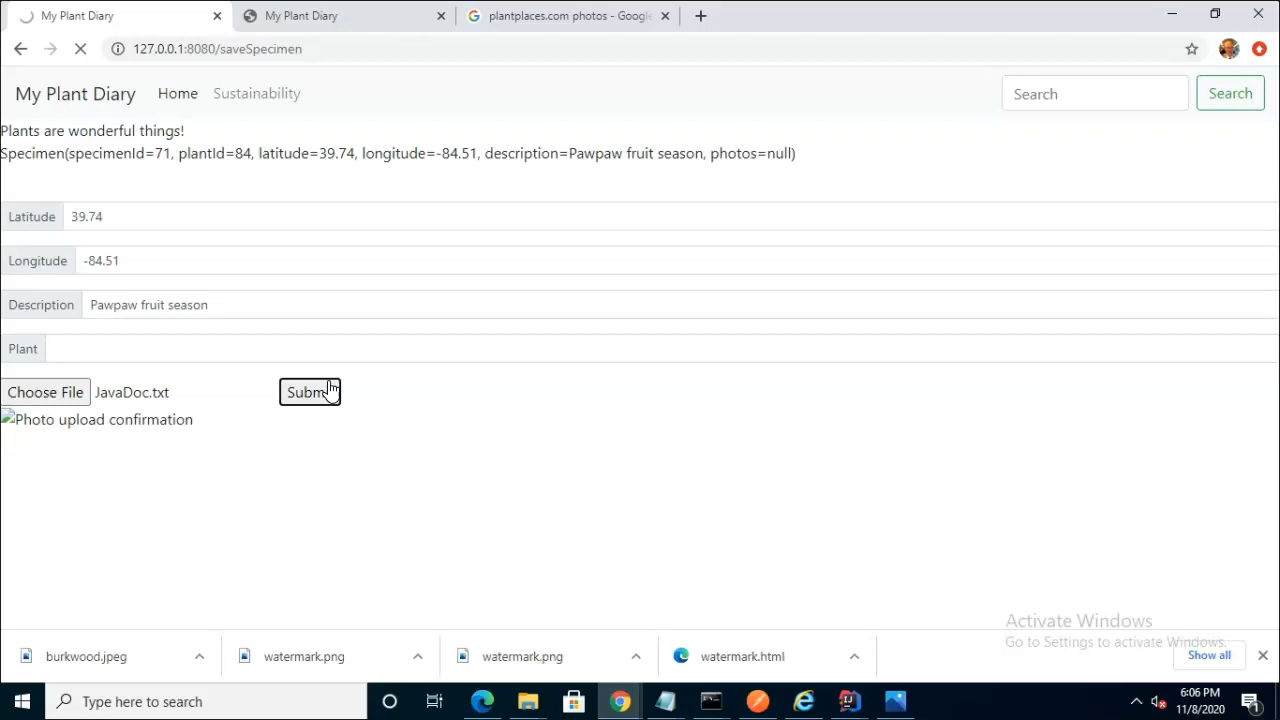 My Plant Diary
My Plant Diary
plantplaces.com photos - Google
127.0.0.1:8080/saveSpecimen
My Plant Diary Home Sustainability Search Search
Plants are wonderful things!
Specimen(specimenId=71, plantId=84, latitude=39.74, longitude=-84.51, description=Pawpaw fruit season, photos=null)
Latitude 39.74
Longitude -84.51
Description Pawpaw fruit season
Plant
Choose File JavaDoc.txt Subm
Photo upload confirmation
Activate Windows
Go to Settings to activate Windows.
burkwood.jpeg watermark.png watermark.png watermark.html Show all
Type here to search
6:06 PM
11/8/2020